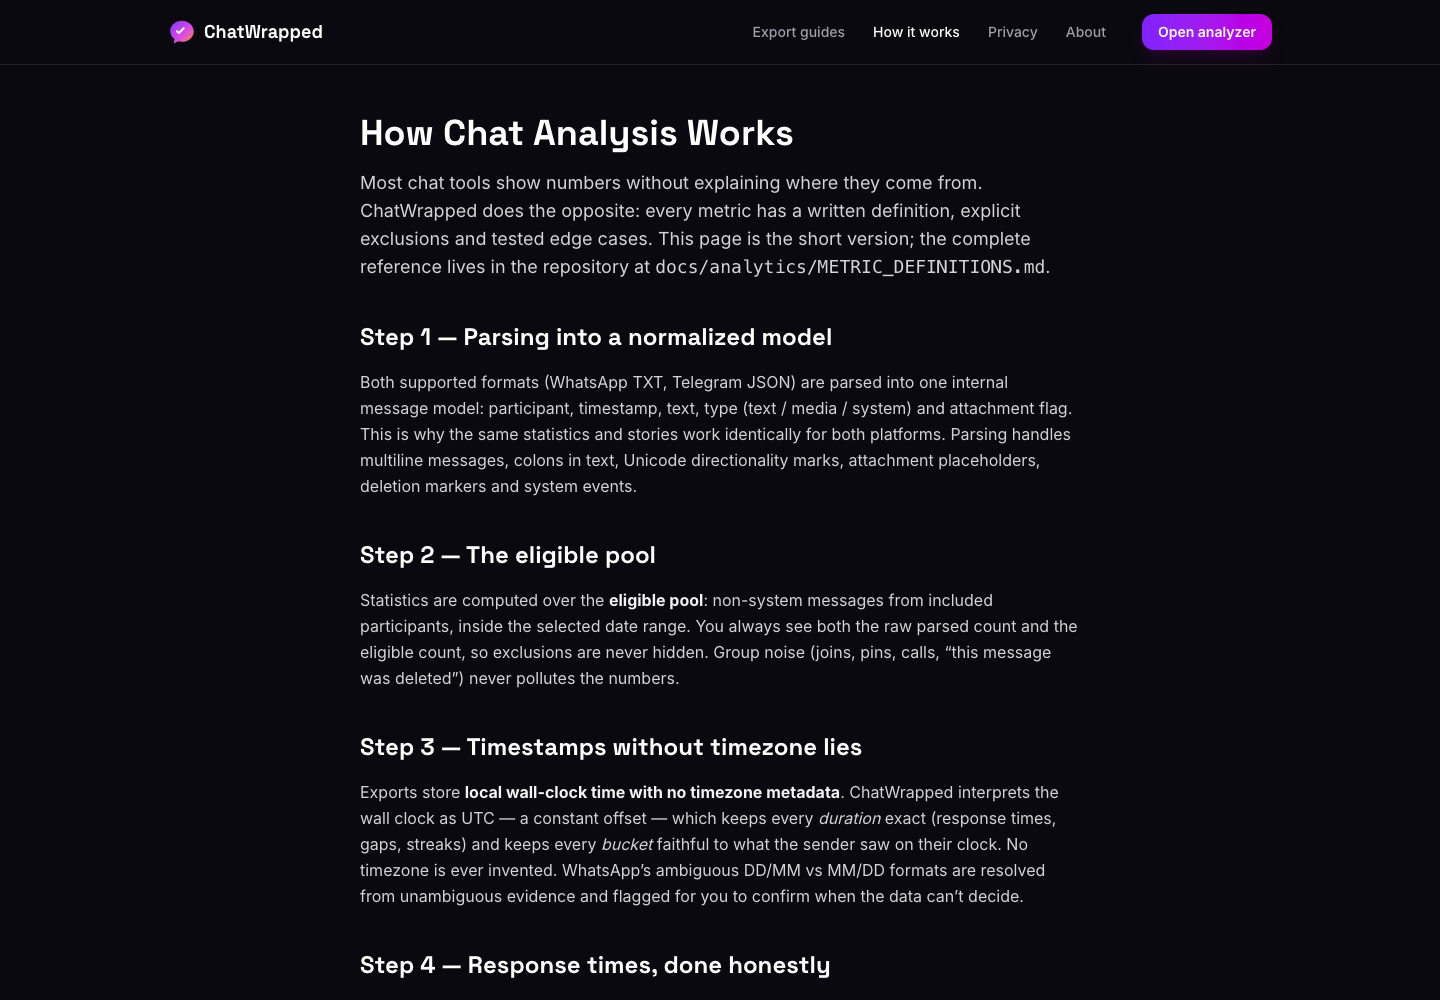 ChatWrapped
Export guides
How it works
Privacy
About
Open analyzer
How Chat Analysis Works
Most chat tools show numbers without explaining where they come from.
ChatWrapped does the opposite: every metric has a written definition, explicit
exclusions and tested edge cases. This page is the short version; the complete
reference lives in the repository at docs/analytics/METRIC_DEFINITIONS.md.
Step 1 — Parsing into a normalized model
Both supported formats (WhatsApp TXT, Telegram JSON) are parsed into one internal
message model: participant, timestamp, text, type (text / media / system) and attachment flag.
This is why the same statistics and stories work identically for both platforms. Parsing handles
multiline messages, colons in text, Unicode directionality marks, attachment placeholders,
deletion markers and system events.
Step 2 — The eligible pool
Statistics are computed over the eligible pool: non-system messages from included
participants, inside the selected date range. You always see both the raw parsed count and the
eligible count, so exclusions are never hidden. Group noise (joins, pins, calls, “this message
was deleted”) never pollutes the numbers.
Step 3 — Timestamps without timezone lies
Exports store local wall-clock time with no timezone metadata. ChatWrapped interprets the
wall clock as UTC — a constant offset — which keeps every duration exact (response times,
gaps, streaks) and keeps every bucket faithful to what the sender saw on their clock. No
timezone is ever invented. WhatsApp’s ambiguous DD/MM vs MM/DD formats are resolved
from unambiguous evidence and flagged for you to confirm when the data can’t decide.
Step 4 — Response times, done honestly